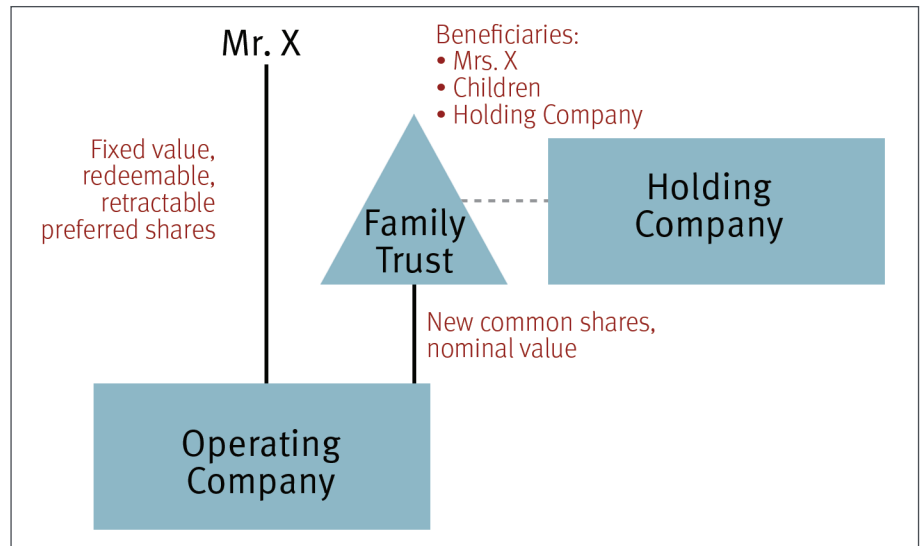 Mr. X
Beneficiaries:
• Mrs. X
• Children
• Holding Company
Fixed value,
redeemable,
retractable
preferred shares
Family
Trust
Holding
Company
New common shares,
nominal value
Operating
Company